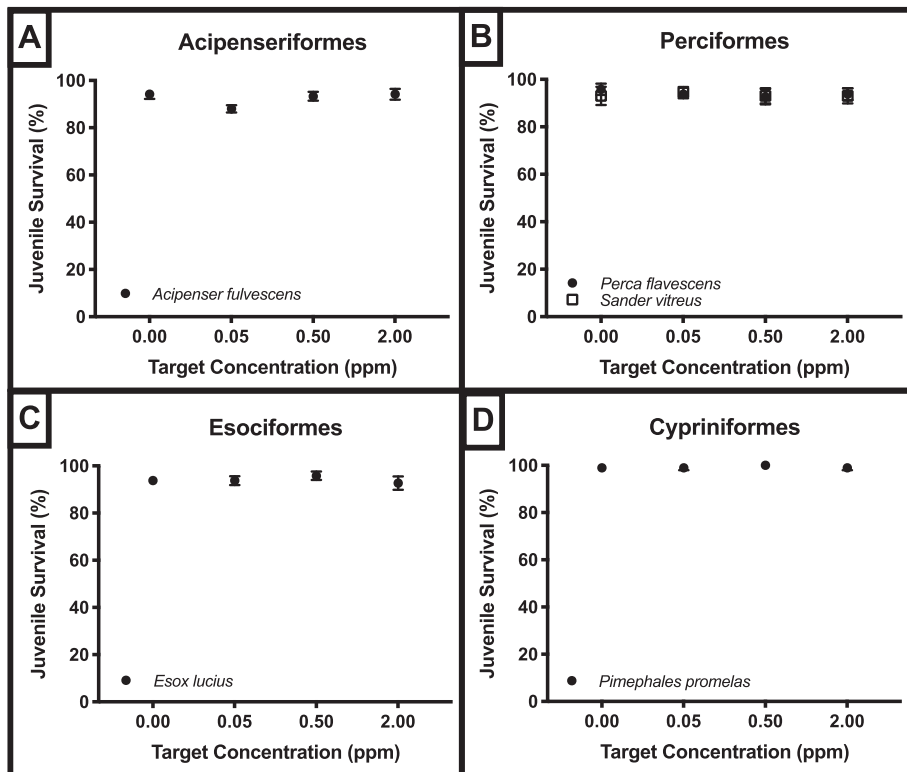 A
Acipenseriformes
Juvenile Survival (%)
100
80
60
40
20
0
Acipenser fulvescens
0.00 0.05 0.50 2.00
Target Concentration (ppm)
B
Perciformes
Juvenile Survival (%)
100
80
60
40
20
0
Perca flavescens
Sander vitreus
0.00 0.05 0.50 2.00
Target Concentration (ppm)
C
Esociformes
Juvenile Survival (%)
100
80
60
40
20
0
Esox lucius
0.00 0.05 0.50 2.00
Target Concentration (ppm)
D
Cypriniformes
Juvenile Survival (%)
100
80
60
40
20
0
Pimephales promelas
0.00 0.05 0.50 2.00
Target Concentration (ppm)